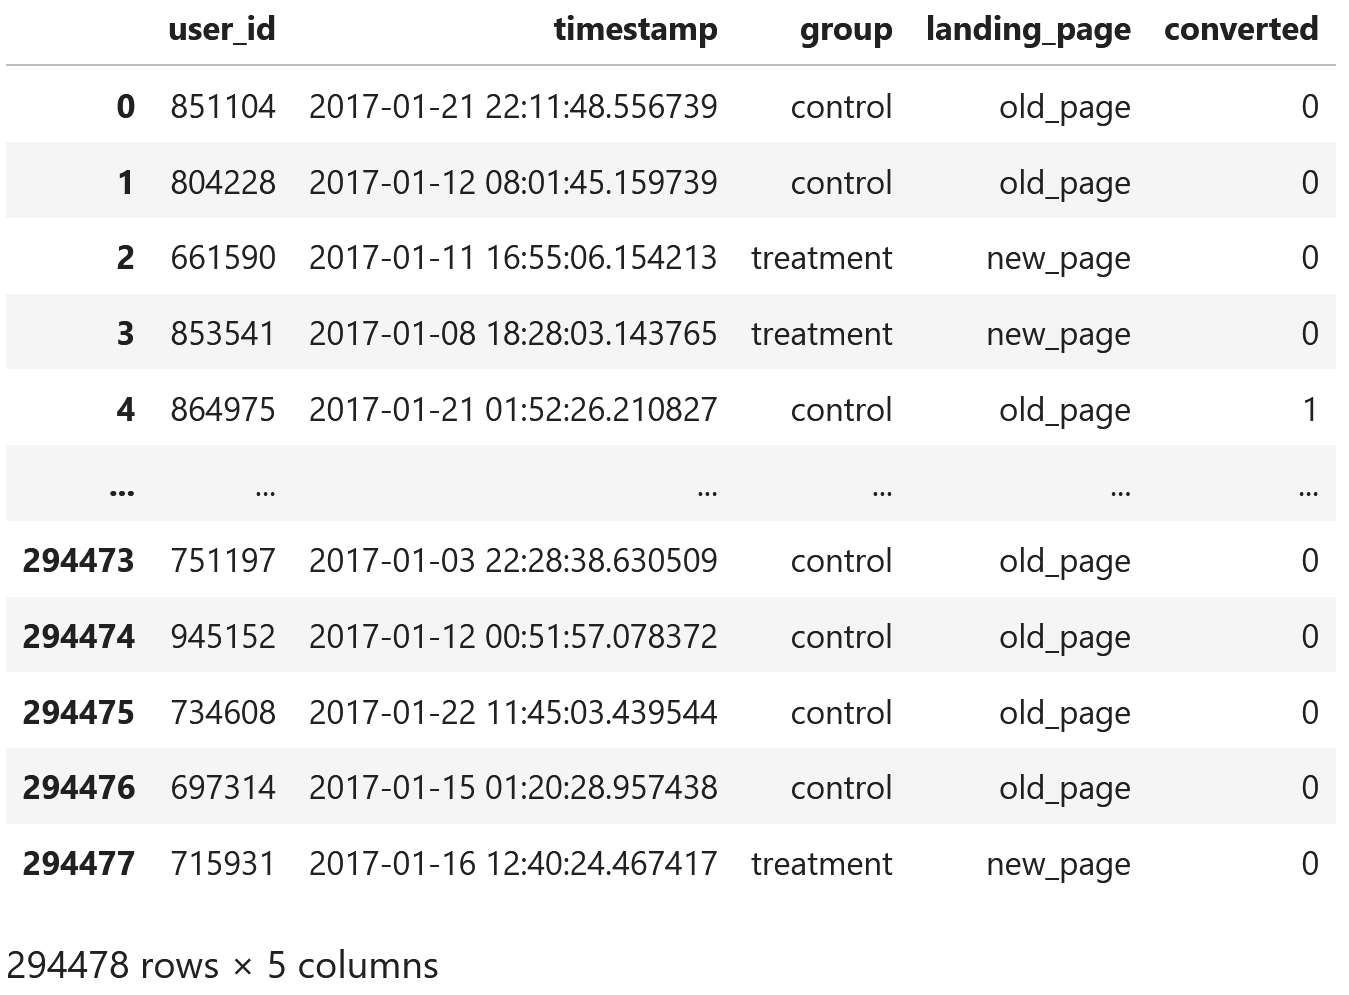 user_id timestamp group landing_page converted
0 851104 2017-01-21 22:11:48.556739 control old_page 0
1 804228 2017-01-12 08:01:45.159739 control old_page 0
2 661590 2017-01-11 16:55:06.154213 treatment new_page 0
3 853541 2017-01-08 18:28:03.143765 treatment new_page 0
4 864975 2017-01-21 01:52:26.210827 control old_page 1
... ... ... ... ... ...
294473 751197 2017-01-03 22:28:38.630509 control old_page 0
294474 945152 2017-01-12 00:51:57.078372 control old_page 0
294475 734608 2017-01-22 11:45:03.439544 control old_page 0
294476 697314 2017-01-15 01:20:28.957438 control old_page 0
294477 715931 2017-01-16 12:40:24.467417 treatment new_page 0
294478 rows × 5 columns